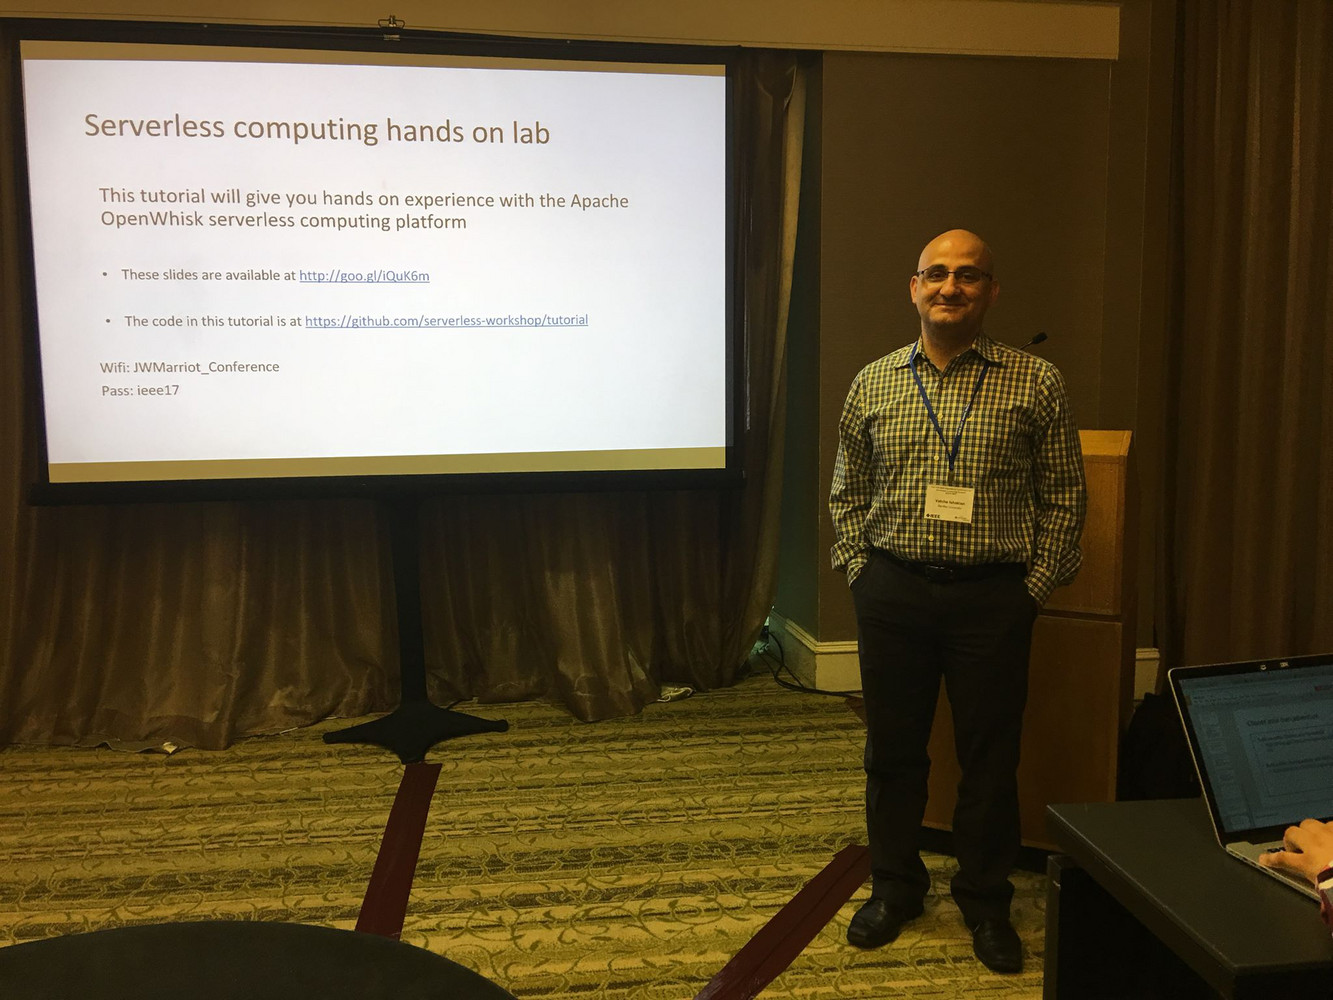 Serverless computing hands on lab
This tutorial will give you hands on experience with the Apache
OpenWhisk serverless computing platform
• These slides are available at http://goo.gl/iQuK6m
• The code in this tutorial is at https://github.com/serverless-workshop/tutorial
Wifi: JWMarriot_Conference
Pass: ieee17
IEEE